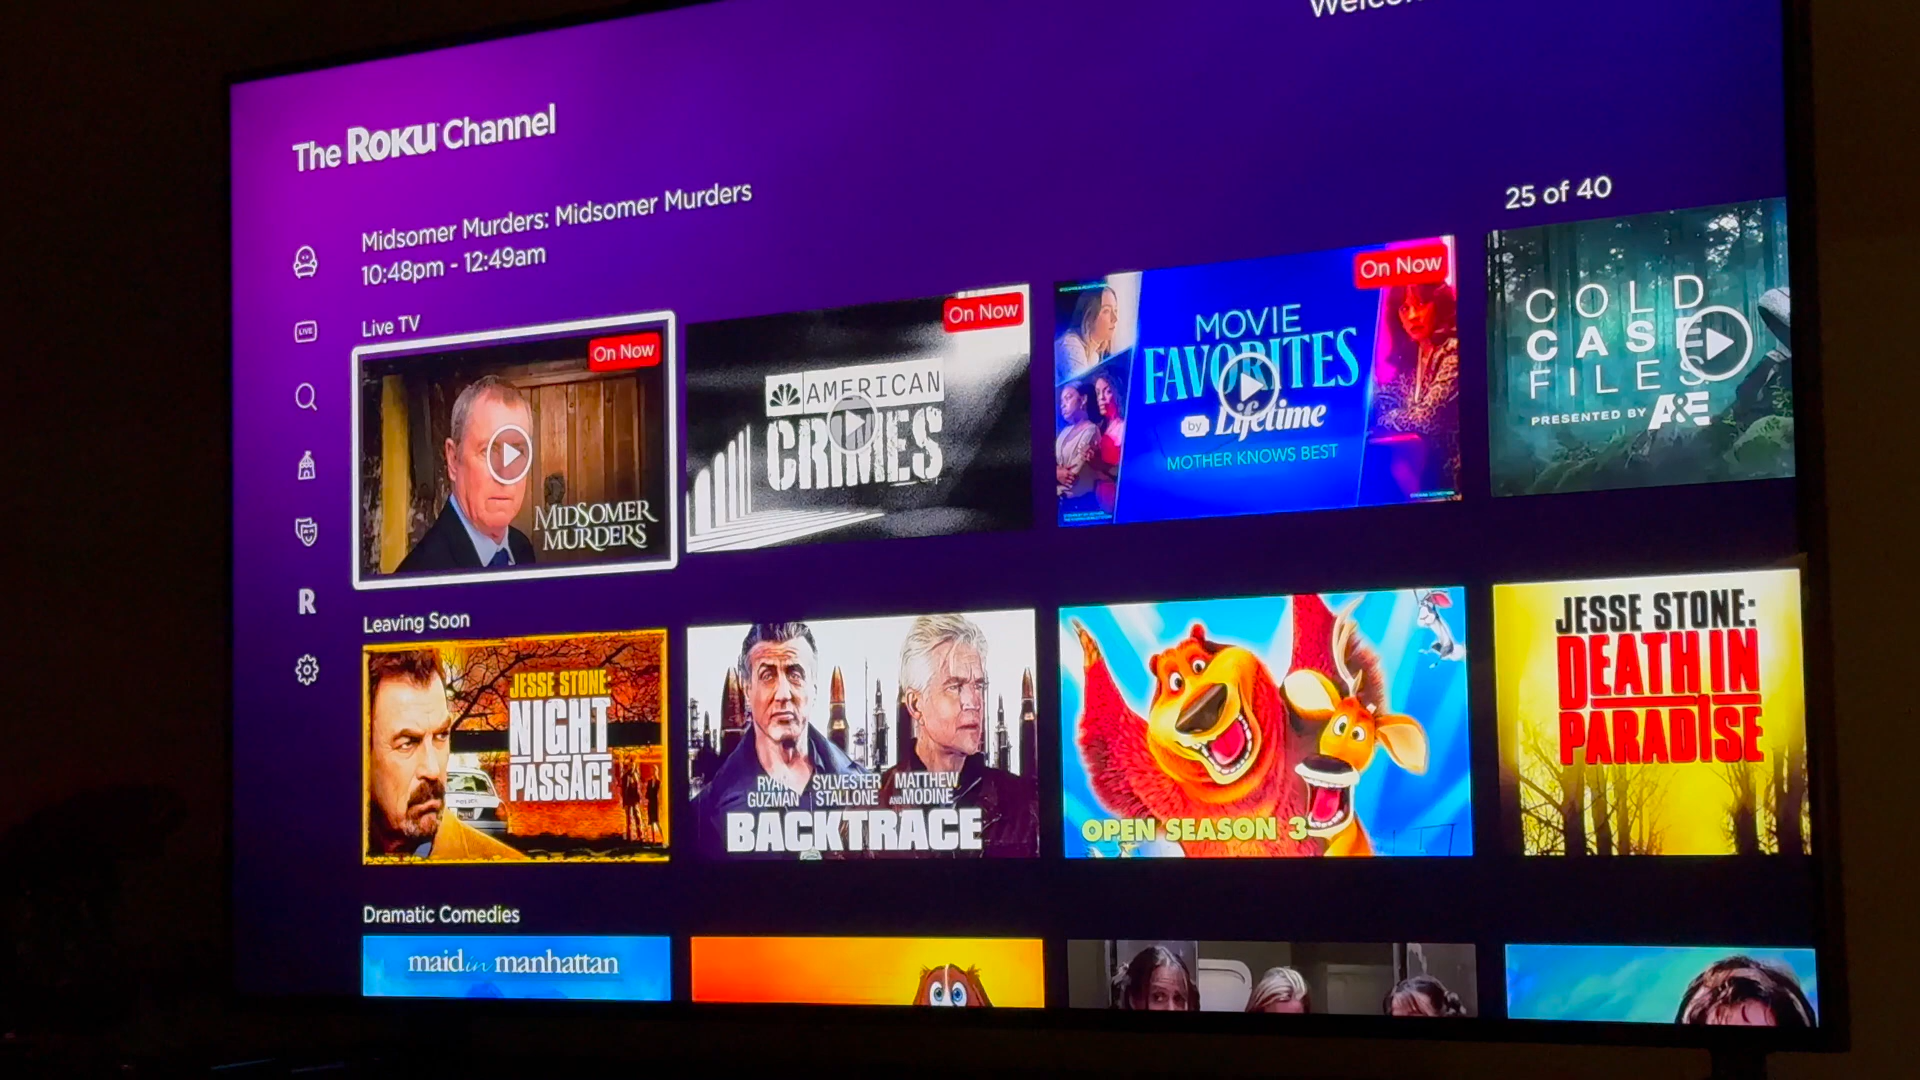 Welcom
The Roku Channel
Midsomer Murders: Midsomer Murders
10:48pm - 12:49am
25 of 40
Live TV
LIVE
On Now
MIDSOMER
MURDERS
On Now
AMERICAN
CRIMES
On Now
MOVIE
FAVORITES
by Lifetime
MOTHER KNOWS BEST
COLD
CASE
FILES
PRESENTED BY A&E
R
Leaving Soon
JESSE STONE:
NIGHT
PASSAGE
RYAN GUZMAN
SYLVESTER STALLONE
AND MATTHEW MODINE
BACKTRACE
OPEN SEASON 3
JESSE STONE:
DEATH IN
PARADISE
Dramatic Comedies
maid in manhattan